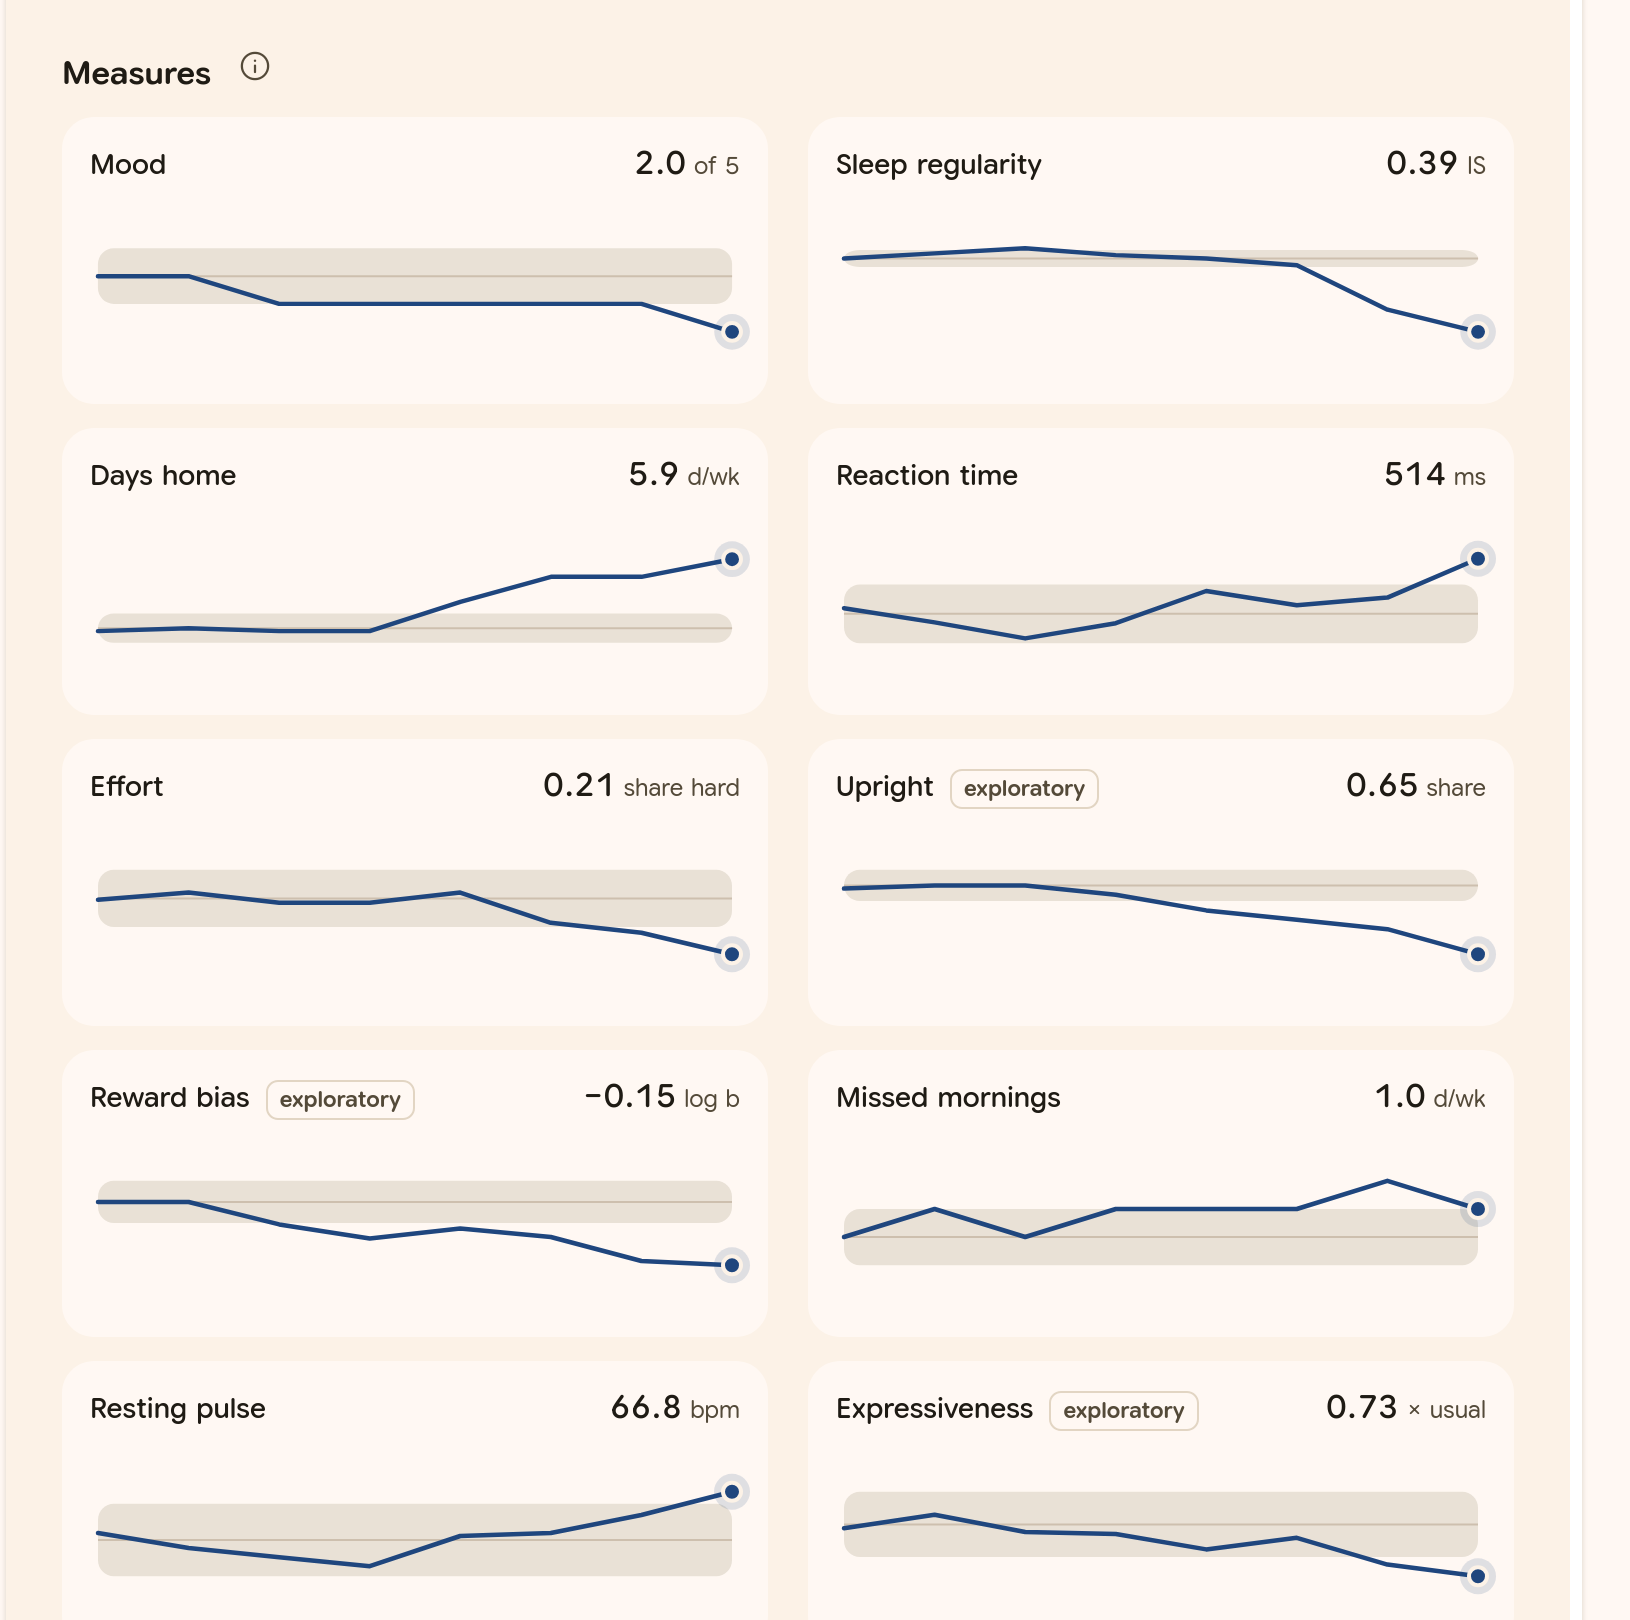 Measures
Mood 2.0 of 5
Sleep regularity 0.39 IS
Days home 5.9 d/wk
Reaction time 514 ms
Effort 0.21 share hard
Upright exploratory 0.65 share
Reward bias exploratory −0.15 log b
Missed mornings 1.0 d/wk
Resting pulse 66.8 bpm
Expressiveness exploratory 0.73 × usual